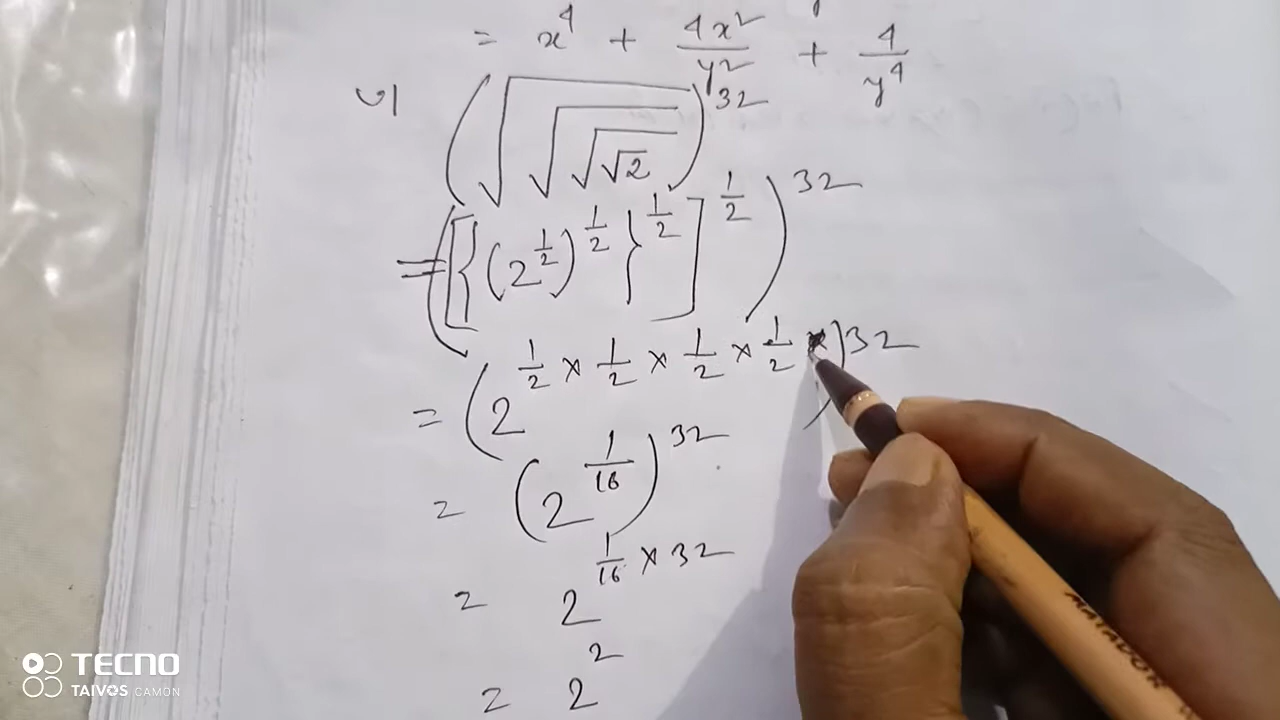 = x⁴ + 4x²/y² + 4/y⁴
v) (√√√√2)³²
= ([{(2^1/2)^1/2}^1/2]^1/2)³²
= (2^1/2 × 1/2 × 1/2 × 1/2)³²
= (2^1/16)³²
= 2^1/16 × 32
= 2²
MATADOR
TECNO
TAIVOS CAMON